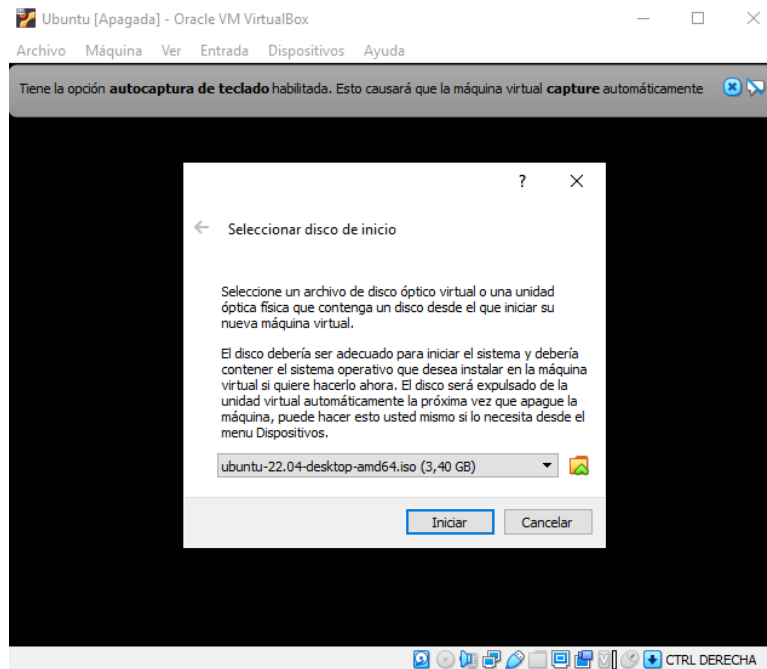 Ubuntu [Apagada] - Oracle VM VirtualBox
Archivo Máquina Ver Entrada Dispositivos Ayuda
Tiene la opción autocaptura de teclado habilitada. Esto causará que la máquina virtual capture automáticamente
?
Seleccionar disco de inicio
Seleccione un archivo de disco óptico virtual o una unidad
óptica física que contenga un disco desde el que iniciar su
nueva máquina virtual.
El disco debería ser adecuado para iniciar el sistema y debería
contener el sistema operativo que desea instalar en la máquina
virtual si quiere hacerlo ahora. El disco será expulsado de la
unidad virtual automáticamente la próxima vez que apague la
máquina, puede hacer esto usted mismo si lo necesita desde el
menu Dispositivos.
ubuntu-22.04-desktop-amd64.iso (3,40 GB)
Iniciar Cancelar
CTRL DERECHA